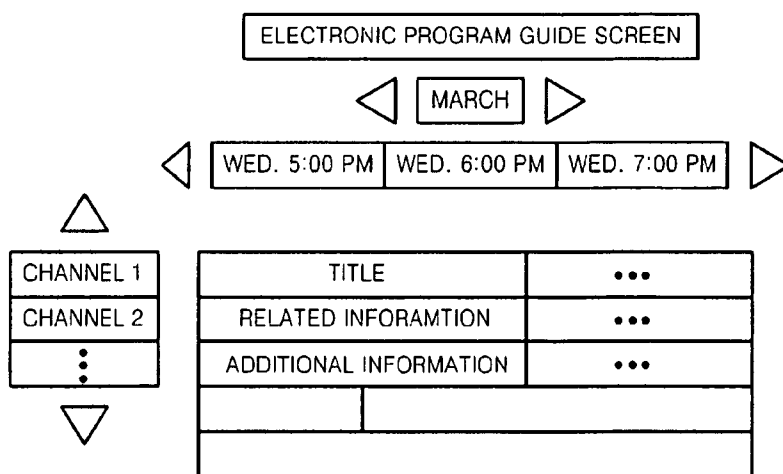 ELECTRONIC PROGRAM GUIDE SCREEN
MARCH
WED. 5:00 PM WED. 6:00 PM WED. 7:00 PM
CHANNEL 1 TITLE •••
CHANNEL 2 RELATED INFORAMTION •••
ADDITIONAL INFORMATION •••